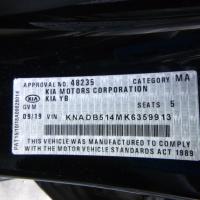 APPROVAL NO. 48235 CATEGORY MA
KIA MOTORS CORPORATION
KIA KIA YB
GVM SEATS 5
09/19 VIN KNADB514MK6359913
THIS VEHICLE WAS MANUFACTURED TO
COMPLY WITH THE
MOTOR VEHICLE STANDARDS ACT 1989